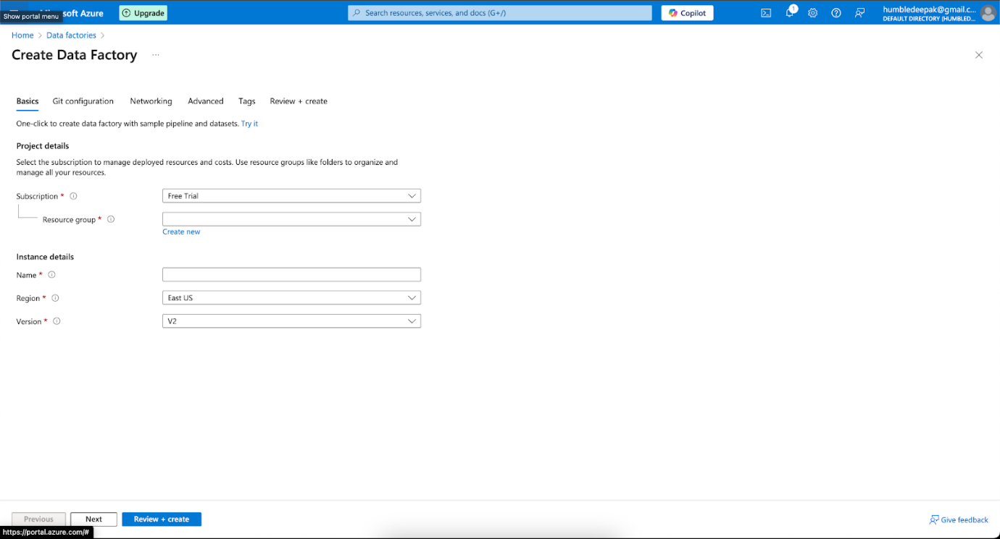 Show portal menu
soft Azure
Upgrade
Search resources, services, and docs (G+/)
Copilot
1
humbledeepak@gmail.c...
DEFAULT DIRECTORY (HUMBLED...
Home > Data factories >
Create Data Factory ...
Basics Git configuration Networking Advanced Tags Review + create
One-click to create data factory with sample pipeline and datasets. Try it
Project details
Select the subscription to manage deployed resources and costs. Use resource groups like folders to organize and
manage all your resources.
Subscription * Free Trial
Resource group *
Create new
Instance details
Name *
Region * East US
Version * V2
Previous Next Review + create
Give feedback
https://portal.azure.com/#